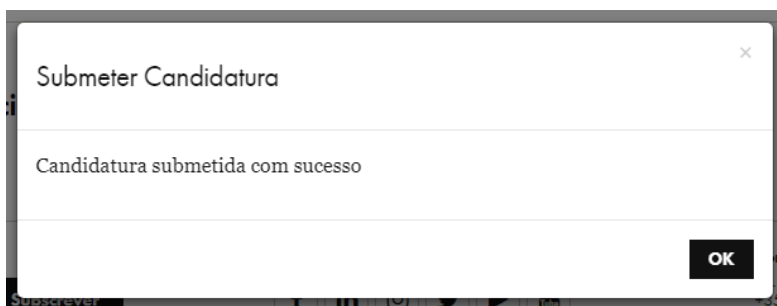 Submeter Candidatura
×
Candidatura submetida com sucesso
OK
Subscrever